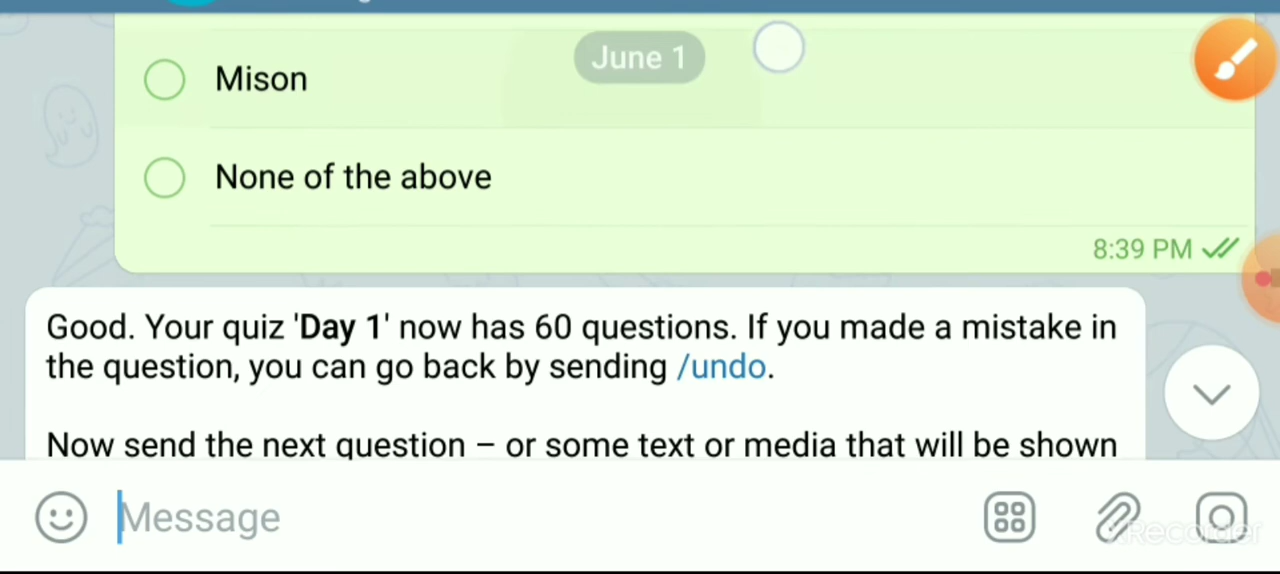 June 1
Mison
None of the above
8:39 PM
Good. Your quiz 'Day 1' now has 60 questions. If you made a mistake in
the question, you can go back by sending /undo.
Now send the next question – or some text or media that will be shown
Message
XRecorder